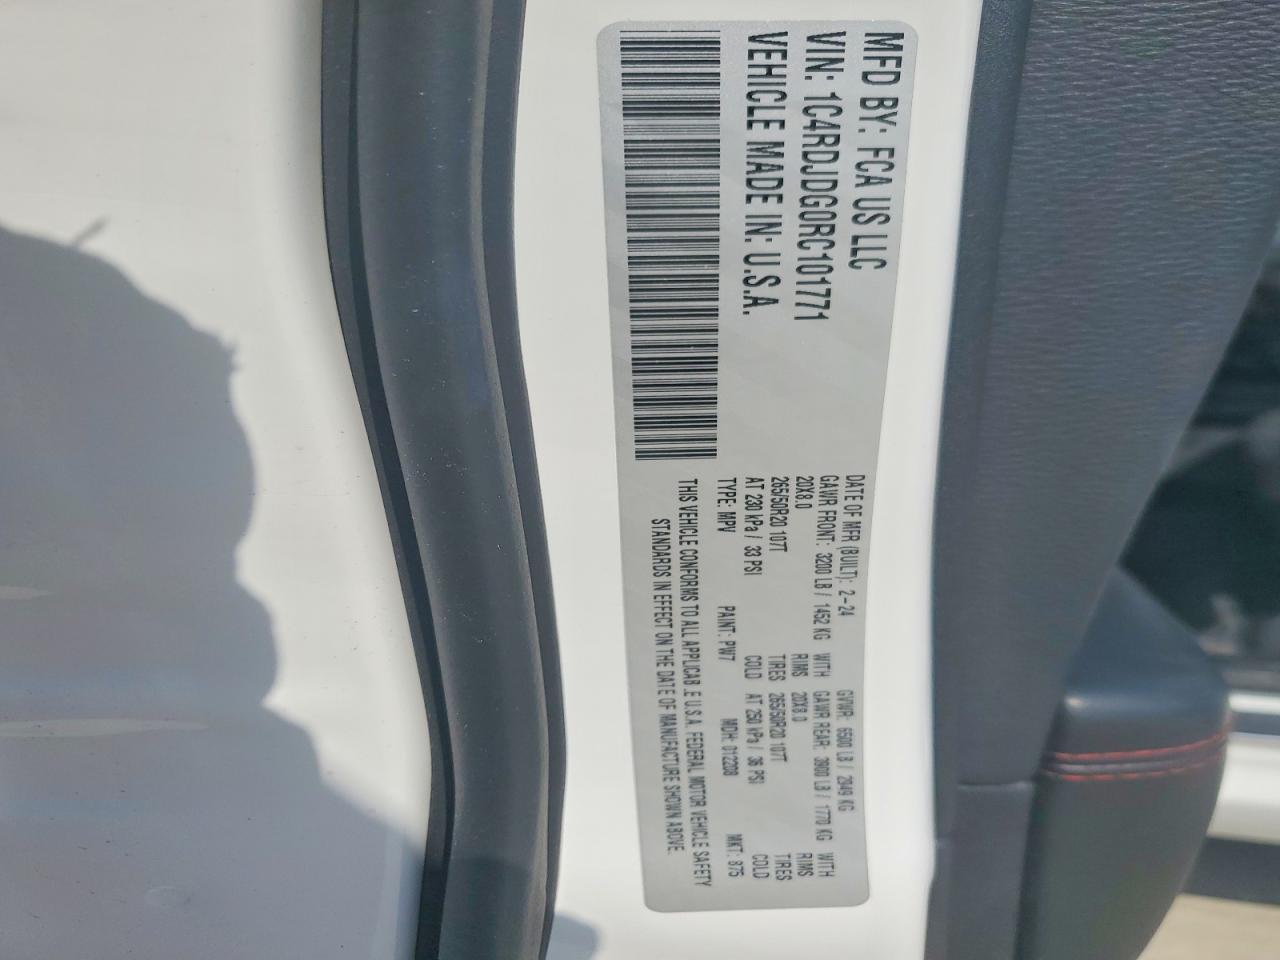 MFD BY: FCA US LLC
VIN: 1C4RDJDG0RC101771
VEHICLE MADE IN: U.S.A.
DATE OF MFR (BUILT): 2-24 GVWR: 6500 LB / 2949 KG
GAWR FRONT: 3200 LB / 1452 KG WITH GAWR REAR: 3900 LB / 1770 KG WITH
20X8.0 RIMS 20X8.0 RIMS
265/50R20 107T TIRES 265/50R20 107T TIRES
AT 230 kPa / 33 PSI COLD AT 250 kPa / 36 PSI COLD
TYPE: MPV PAINT: PW7 MDH: 012208 MKT: 875
THIS VEHICLE CONFORMS TO ALL APPLICAB.E U.S.A. FEDERAL MOTOR VEHICLE SAFETY
STANDARDS IN EFFECT ON THE DATE OF MANUFACTURE SHOWN ABOVE.